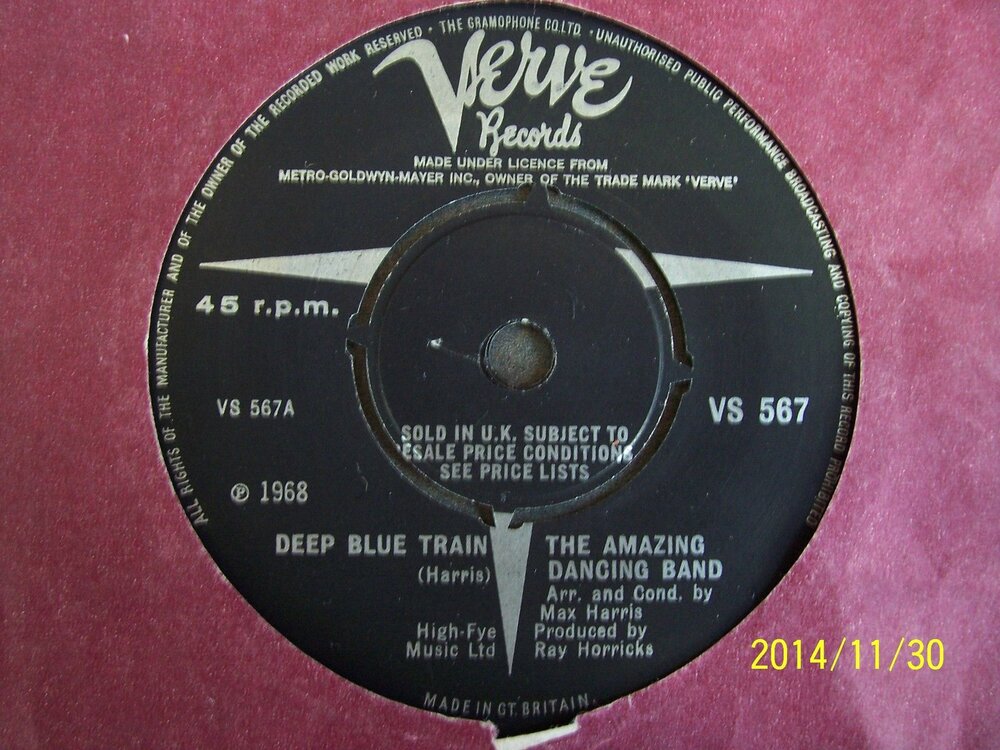 ALL RIGHTS OF THE MANUFACTURER AND OF THE OWNER OF THE RECORDED WORK RESERVED · THE GRAMOPHONE CO. LTD. · UNAUTHORISED PUBLIC PERFORMANCE BROADCASTING AND COPYING OF THIS RECORD PROHIBITED
Verve
Records
MADE UNDER LICENCE FROM
METRO-GOLDWYN-MAYER INC., OWNER OF THE TRADE MARK 'VERVE'
45 r.p.m.
VS 567A
VS 567
SOLD IN U.K. SUBJECT TO
ESALE PRICE CONDITIONS
SEE PRICE LISTS
℗ 1968
DEEP BLUE TRAIN
(Harris)
High-Fye
Music Ltd
THE AMAZING
DANCING BAND
Arr. and Cond. by
Max Harris
Produced by
Ray Horricks
MADE IN GT. BRITAIN.
2014/11/30